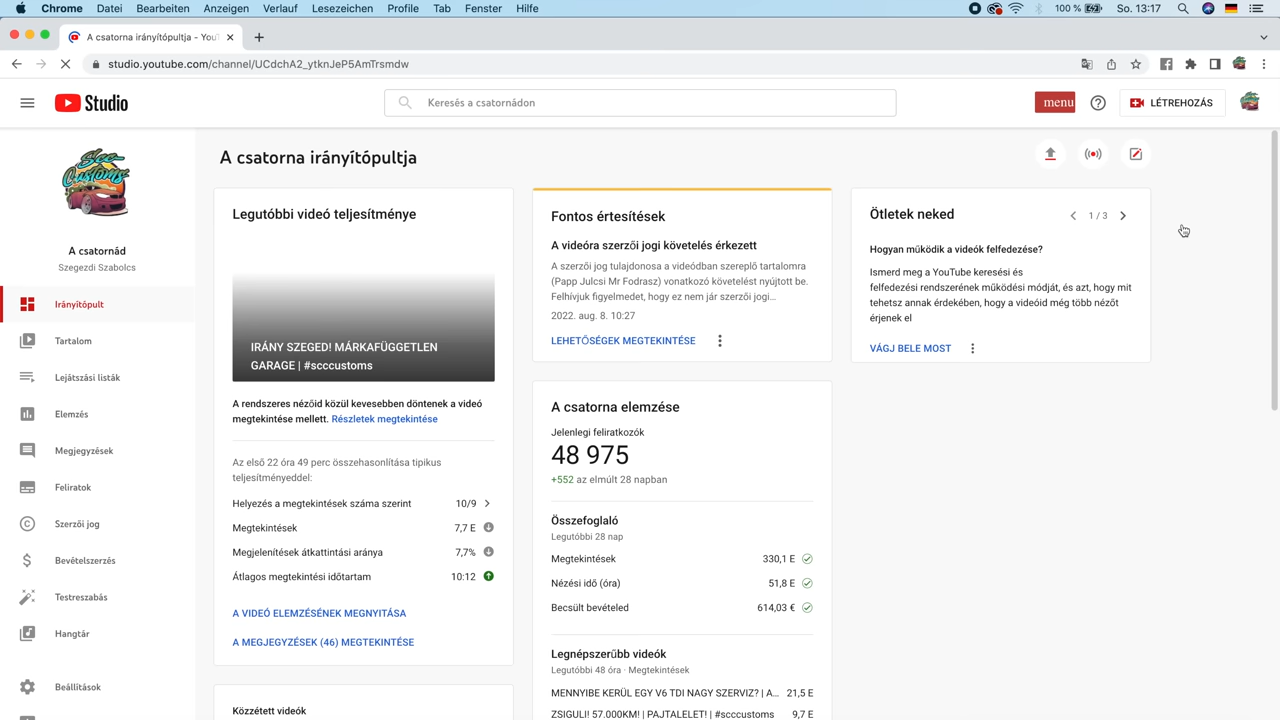 Chrome Datei Bearbeiten Anzeigen Verlauf Lesezeichen Profile Tab Fenster Hilfe 100 % So. 13:17
A csatorna irányítópultja - You
studio.youtube.com/channel/UCdchA2_ytknJeP5AmTrsmdw
Studio
Keresés a csatornádon
menu
LÉTREHOZÁS
Scc
Customs
A csatornád
Szegezdi Szabolcs
Irányítópult
Tartalom
Lejátszási listák
Elemzés
Megjegyzések
Feliratok
Szerzői jog
Bevételszerzés
Testreszabás
Hangtár
Beállítások
A csatorna irányítópultja
Legutóbbi videó teljesítménye
IRÁNY SZEGED! MÁRKAFÜGGETLEN
GARAGE | #scccustoms
A rendszeres nézőid közül kevesebben döntenek a videó
megtekintése mellett. Részletek megtekintése
Az első 22 óra 49 perc összehasonlítása tipikus
teljesítményeddel:
Helyezés a megtekintések száma szerint 10/9
Megtekintések 7,7 E
Megjelenítések átkattintási aránya 7,7%
Átlagos megtekintési időtartam 10:12
A VIDEÓ ELEMZÉSÉNEK MEGNYITÁSA
A MEGJEGYZÉSEK (46) MEGTEKINTÉSE
Közzétett videók
Fontos értesítések
A videóra szerzői jogi követelés érkezett
A szerzői jog tulajdonosa a videódban szereplő tartalomra
(Papp Julcsi Mr Fodrasz) vonatkozó követelést nyújtott be.
Felhívjuk figyelmedet, hogy ez nem jár szerzői jogi...
2022. aug. 8. 10:27
LEHETŐSÉGEK MEGTEKINTÉSE
A csatorna elemzése
Jelenlegi feliratkozók
48 975
+552 az elmúlt 28 napban
Összefoglaló
Legutóbbi 28 nap
Megtekintések 330,1 E
Nézési idő (óra) 51,8 E
Becsült bevételed 614,03 €
Legnépszerűbb videók
Legutóbbi 48 óra · Megtekintések
MENNYIBE KERÜL EGY V6 TDI NAGY SZERVIZ? | A... 21,5 E
ZSIGULI! 57.000KM! | PAJTALELET! | #scccustoms 9,7 E
Ötletek neked
1 / 3
Hogyan működik a videók felfedezése?
Ismerd meg a YouTube keresési és
felfedezési rendszerének működési módját, és azt, hogy mit
tehetsz annak érdekében, hogy a videóid még több nézőt
érjenek el
VÁGJ BELE MOST